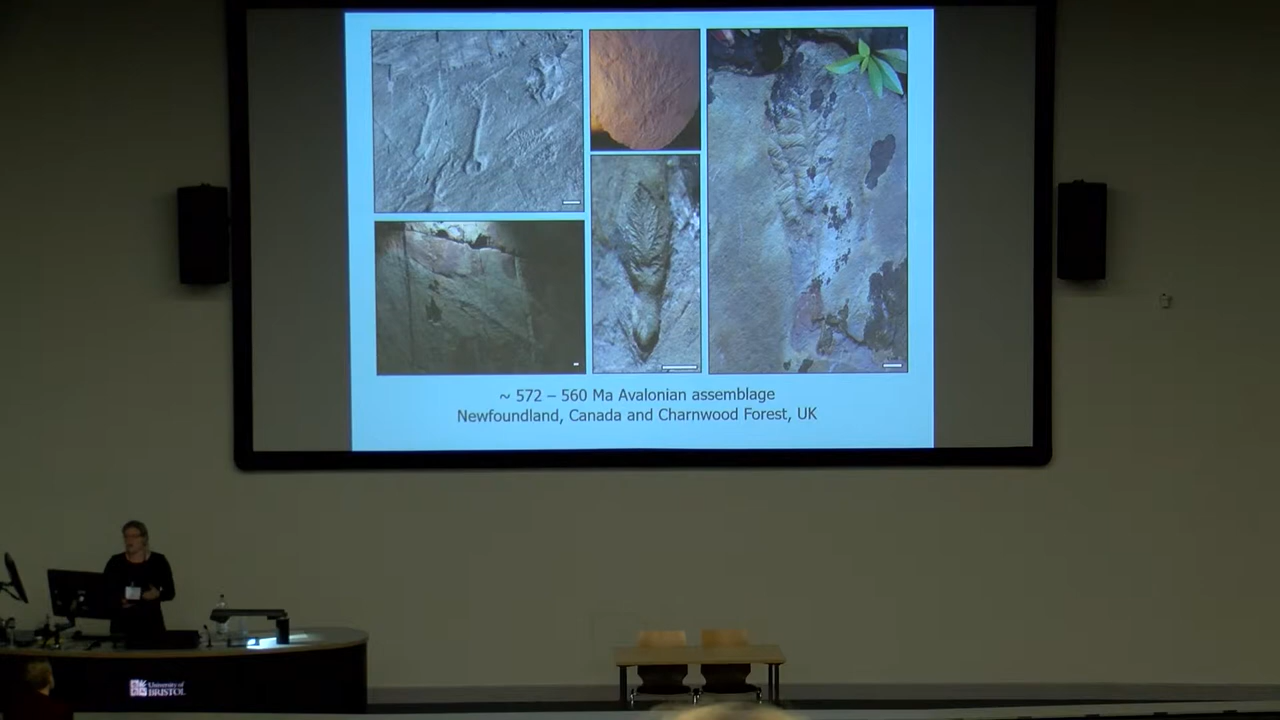 ~ 572 – 560 Ma Avalonian assemblage
Newfoundland, Canada and Charnwood Forest, UK
University of
BRISTOL